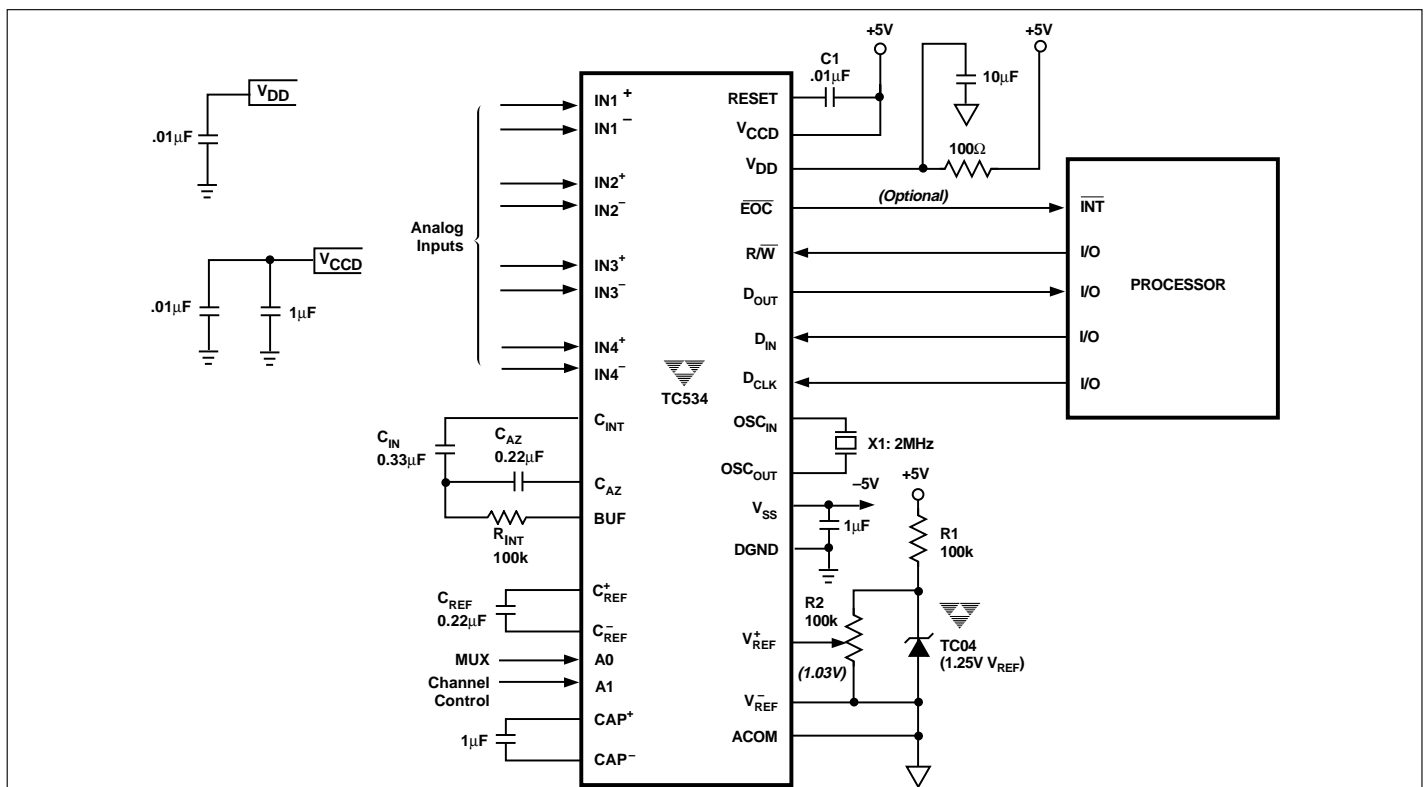 VDD
.01µF
VCCD
.01µF
1µF
Analog
Inputs
IN1+
IN1–
IN2+
IN2–
IN3+
IN3–
IN4+
IN4–
CINT
CIN
0.33µF
CAZ
0.22µF
CAZ
BUF
RINT
100k
C+REF
CREF
0.22µF
C–REF
MUX
A0
Channel
Control
A1
CAP+
1µF
CAP–
TC534
RESET
C1
.01µF
+5V
VCCD
10µF
+5V
VDD
100Ω
EOC
(Optional)
INT
R/W
I/O
DOUT
I/O
DIN
I/O
DCLK
I/O
PROCESSOR
OSCIN
X1: 2MHz
OSCOUT
VSS
–5V
1µF
DGND
+5V
R1
100k
R2
100k
V+REF
(1.03V)
TC04
(1.25V VREF)
V–REF
ACOM